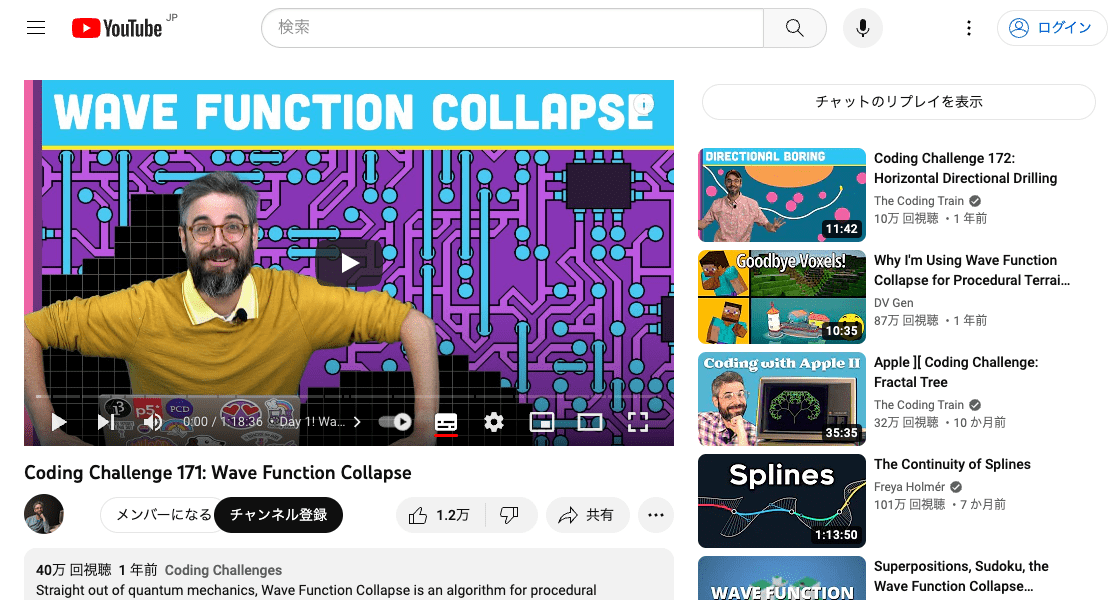 YouTube JP
検索
ログイン
WAVE FUNCTION COLLAPSE
p5
PCD
0:00 / 1:18:36 • Day 1! Wa...
Coding Challenge 171: Wave Function Collapse
メンバーになる
チャンネル登録
1.2万
共有
40万 回視聴 1 年前 Coding Challenges
Straight out of quantum mechanics, Wave Function Collapse is an algorithm for procedural
チャットのリプレイを表示
DIRECTIONAL BORING
11:42
Coding Challenge 172:
Horizontal Directional Drilling
The Coding Train
10万 回視聴 ・1 年前
Goodbye Voxels!
10:35
Why I'm Using Wave Function
Collapse for Procedural Terrai...
DV Gen
87万 回視聴 ・1 年前
Coding with Apple II
35:35
Apple ][ Coding Challenge:
Fractal Tree
The Coding Train
32万 回視聴 ・10 か月前
Splines
1:13:50
The Continuity of Splines
Freya Holmér
101万 回視聴 ・7 か月前
WAVE FUNCTION
Superpositions, Sudoku, the
Wave Function Collapse...